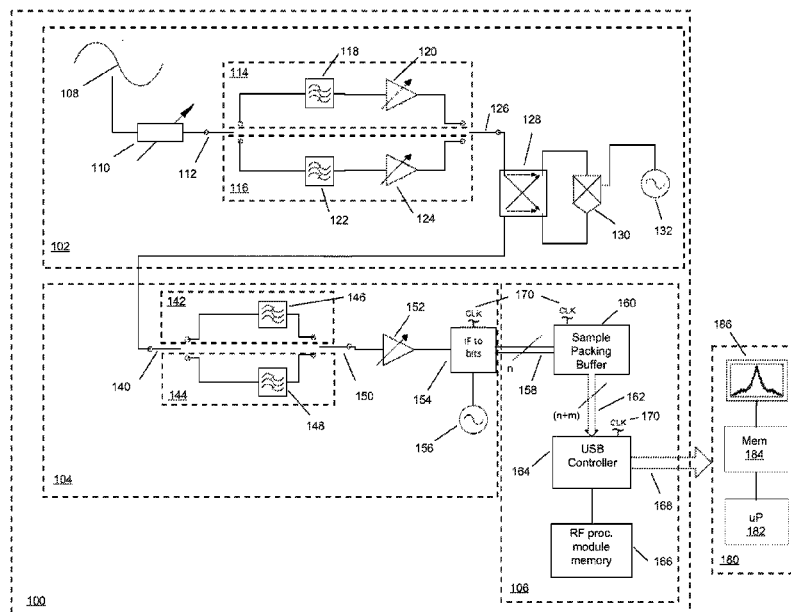 118
120
114
108
126
128
110
112
116
122
124
130
132
102
142
146
152
170
CLK
CLK
160
186
IF to
bits
Sample
Packing
Buffer
140
150
154
n
158
144
148
156
(n+m)
162
CLK
170
164
USB
Controller
168
Mem
184
104
RF proc.
module
memory
166
uP
182
106
180
100